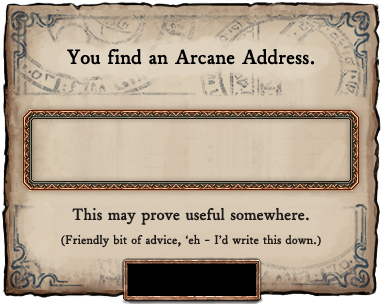 You find an Arcane Address.
This may prove useful somewhere.
(Friendly bit of advice, ‘eh - I’d write this down.)